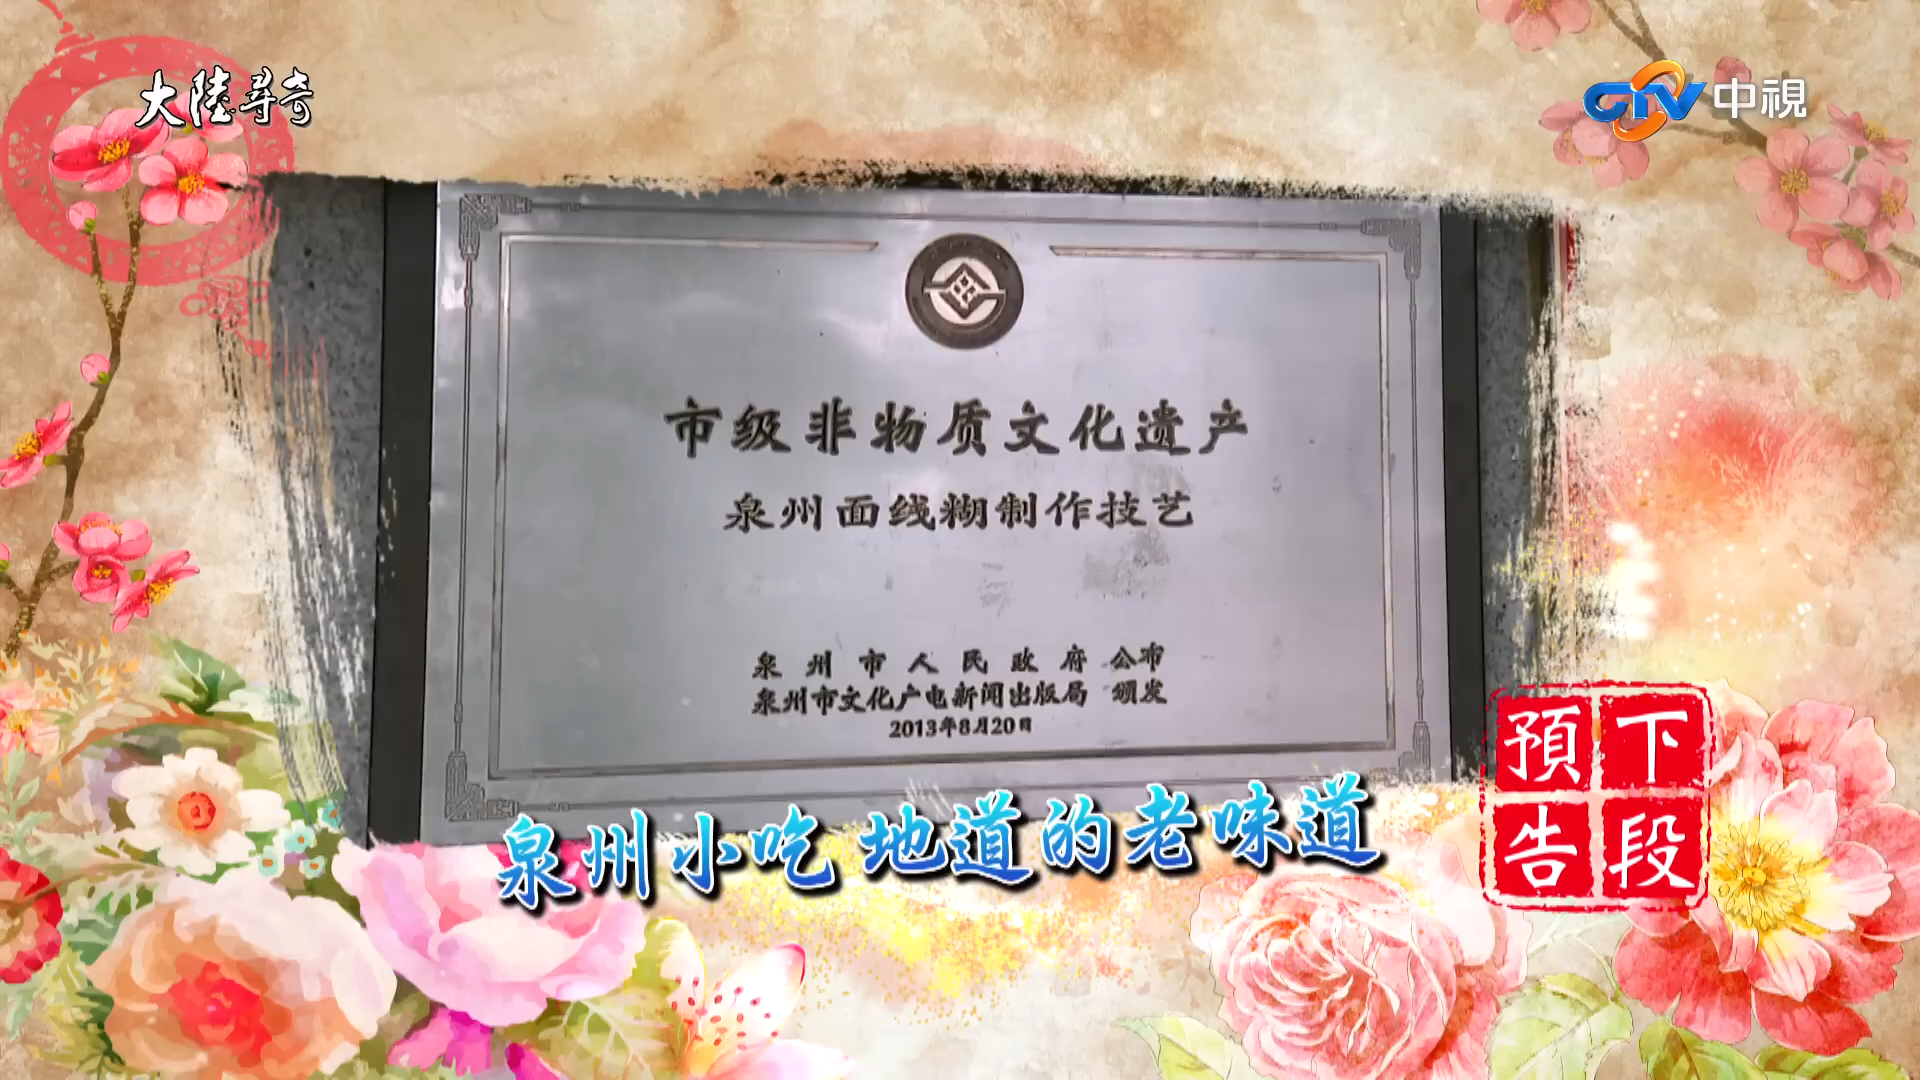 大陸尋奇
CTV中視
市级非物质文化遗产
泉州面线糊制作技艺
泉州市人民政府 公布
泉州市文化广电新闻出版局 颁发
2013年8月20日
泉州小吃 地道的老味道
下段
預告